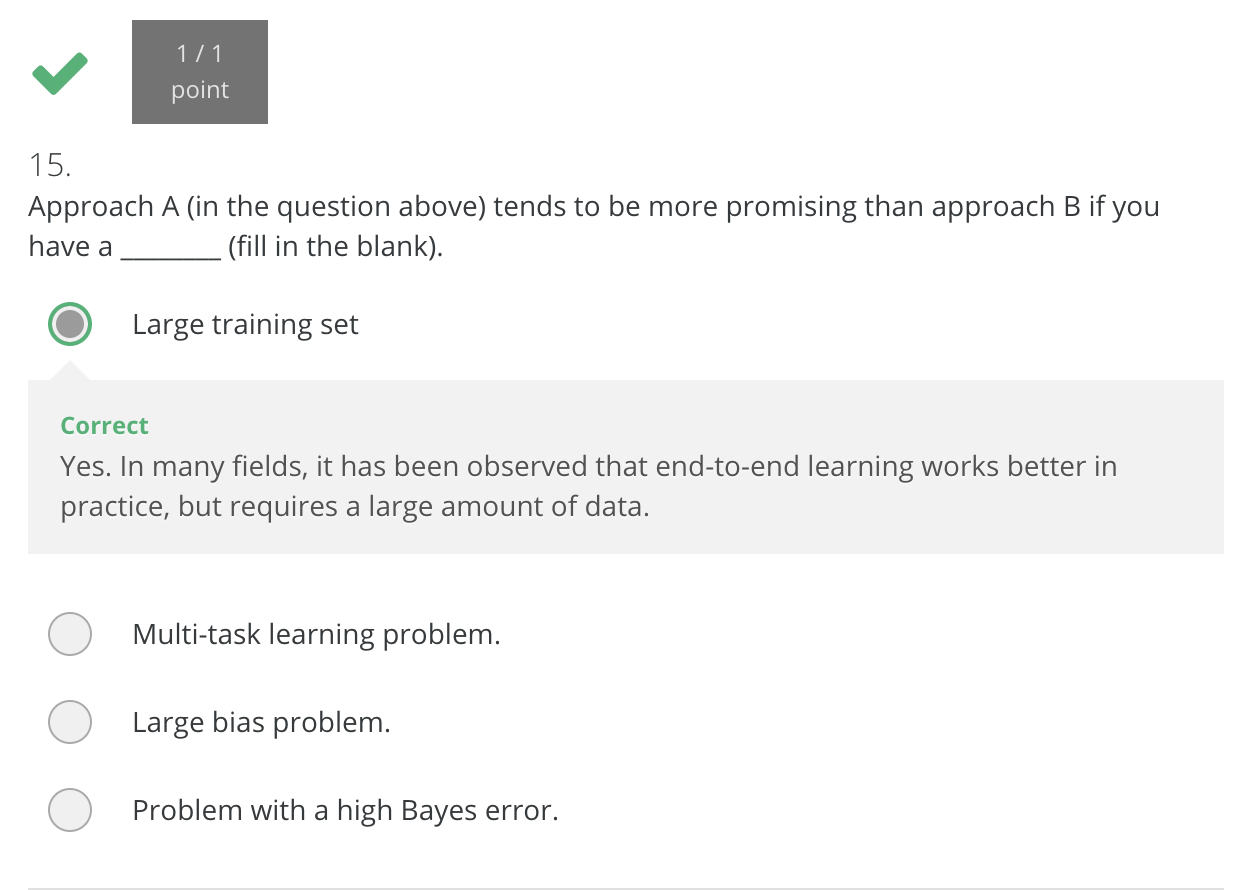 1 / 1
point
15.
Approach A (in the question above) tends to be more promising than approach B if you
have a ________ (fill in the blank).
Large training set
Correct
Yes. In many fields, it has been observed that end-to-end learning works better in
practice, but requires a large amount of data.
Multi-task learning problem.
Large bias problem.
Problem with a high Bayes error.